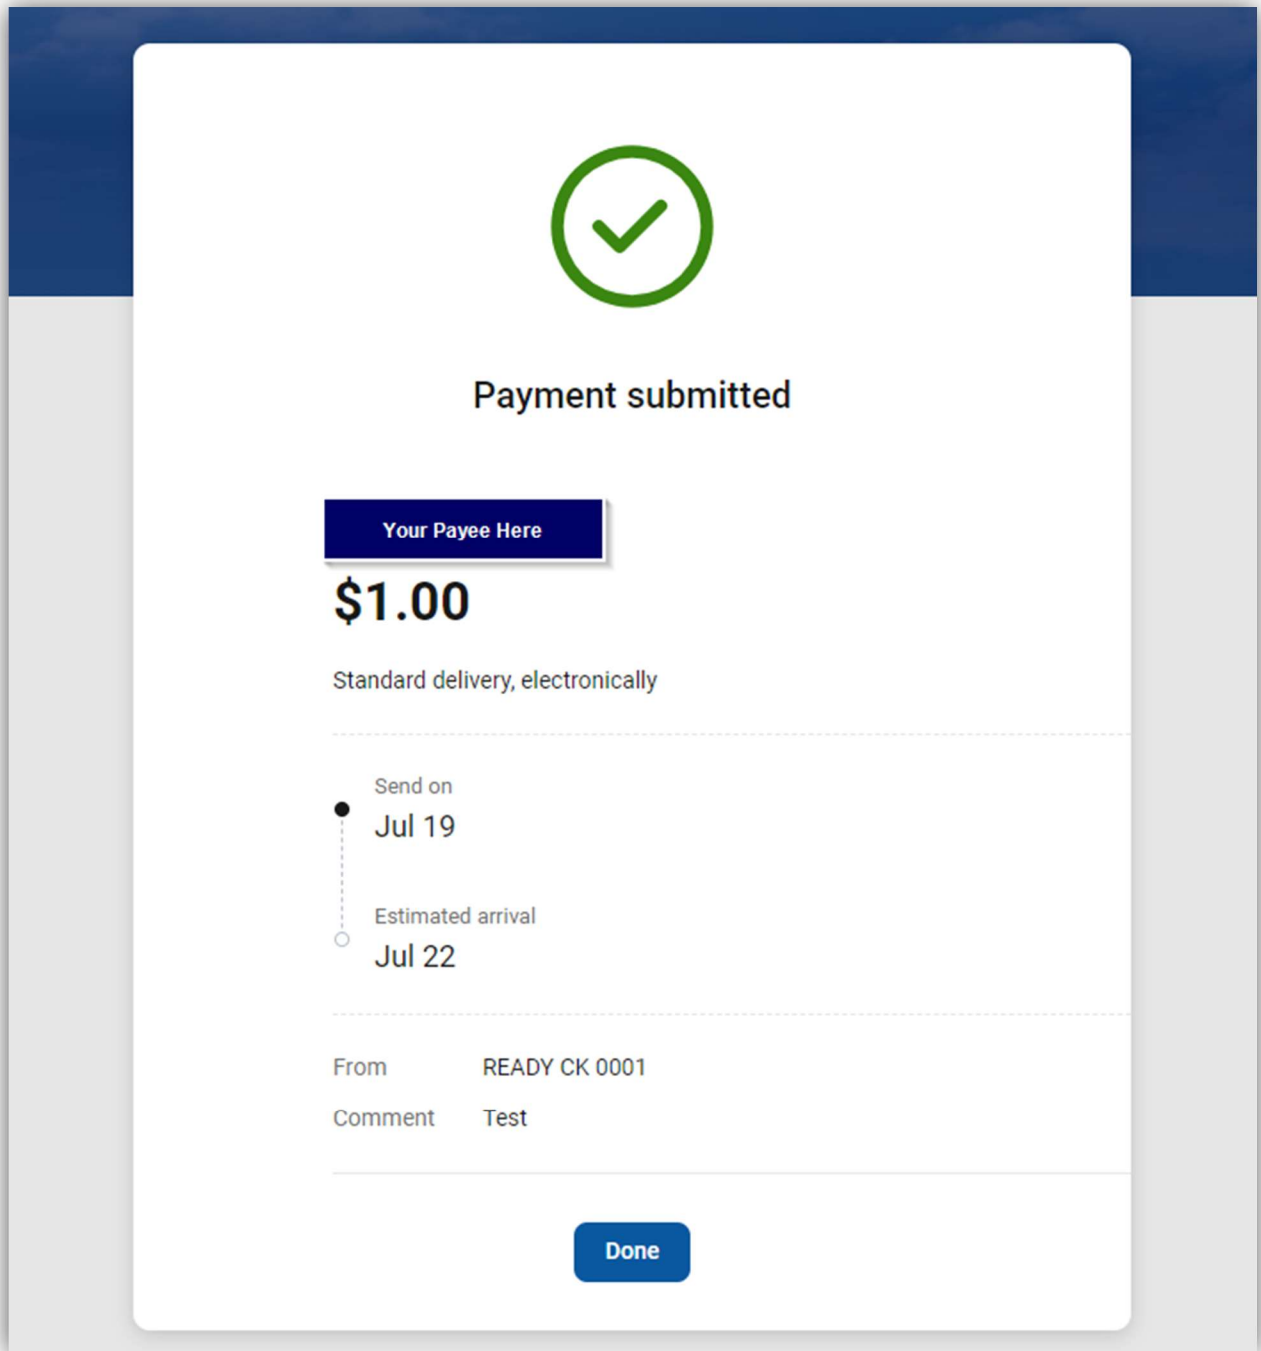 Payment submitted
Your Payee Here
$1.00
Standard delivery, electronically
Send on
Jul 19
Estimated arrival
Jul 22
From READY CK 0001
Comment Test
Done